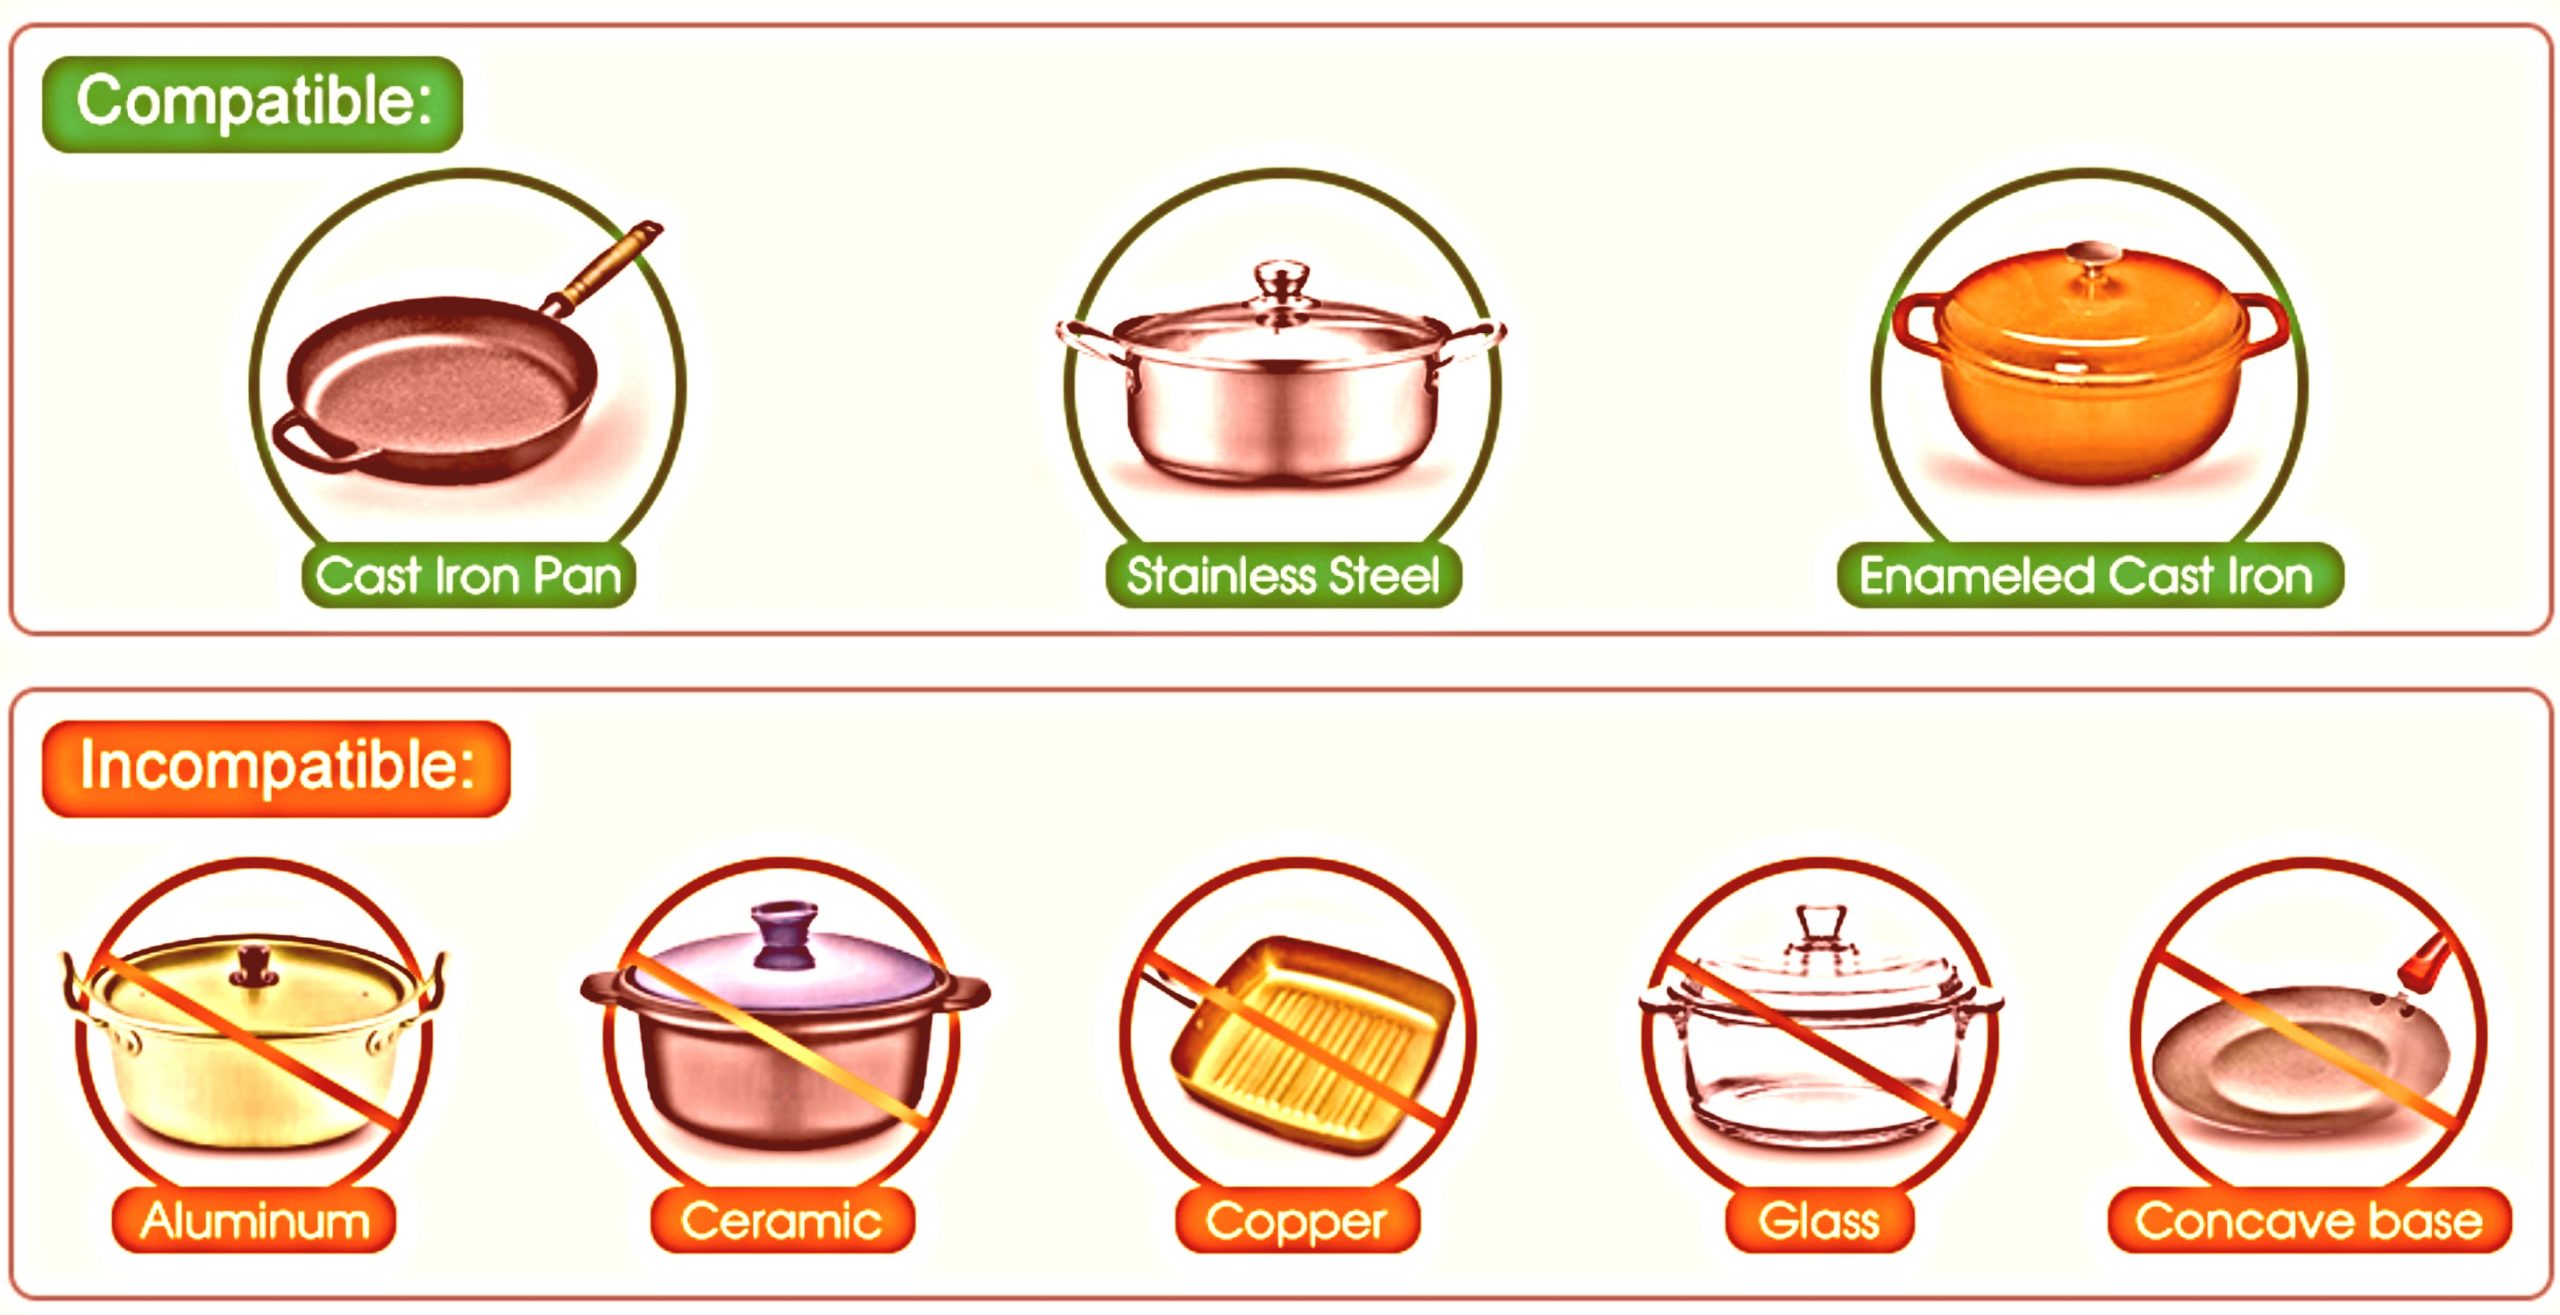 Compatible:
Cast Iron Pan
Stainless Steel
Enameled Cast Iron
Incompatible:
Aluminum
Ceramic
Copper
Glass
Concave base